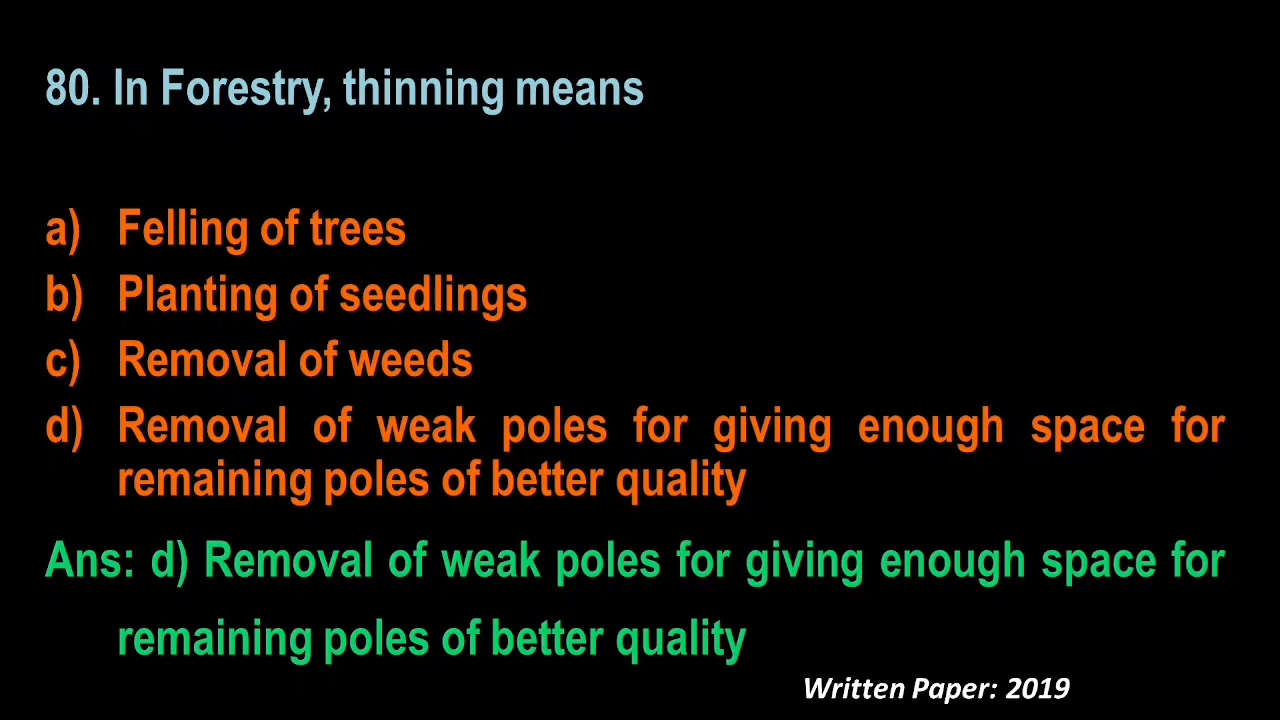 80. In Forestry, thinning means
a) Felling of trees
b) Planting of seedlings
c) Removal of weeds
d) Removal of weak poles for giving enough space for
remaining poles of better quality
Ans: d) Removal of weak poles for giving enough space for
remaining poles of better quality
Written Paper: 2019